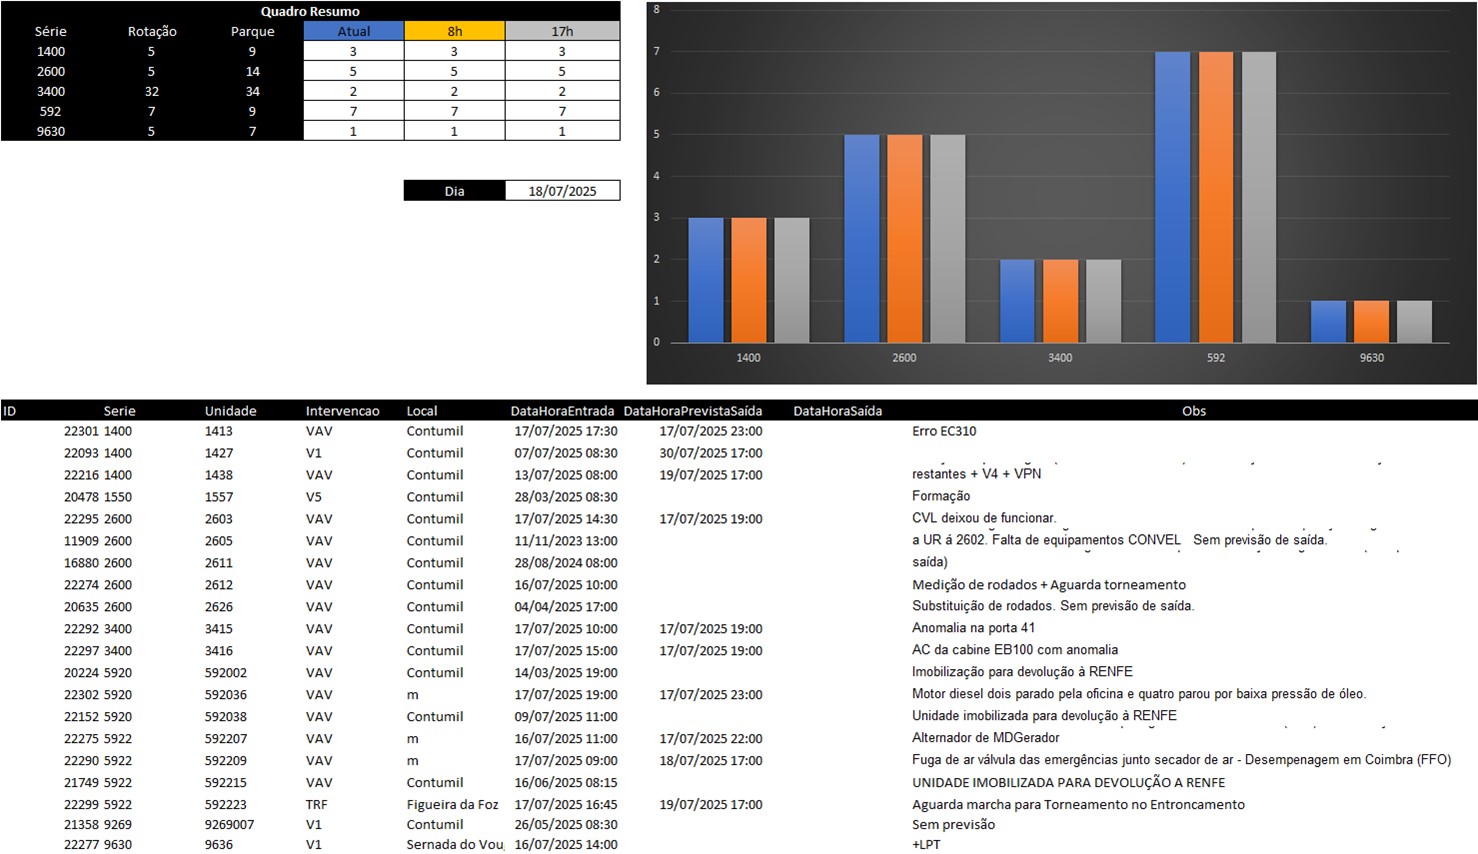 Quadro Resumo
Série Rotação Parque Atual 8h 17h
1400 5 9 3 3 3
2600 5 14 5 5 5
3400 32 34 2 2 2
592 7 9 7 7 7
9630 5 7 1 1 1
Dia 18/07/2025
8
7
6
5
4
3
2
1
0
1400 2600 3400 592 9630
ID Serie Unidade Intervencao Local DataHoraEntrada DataHoraPrevistaSaída DataHoraSaída Obs
22301 1400 1413 VAV Contumil 17/07/2025 17:30 17/07/2025 23:00 Erro EC310
22093 1400 1427 V1 Contumil 07/07/2025 08:30 30/07/2025 17:00
22216 1400 1438 VAV Contumil 13/07/2025 08:00 19/07/2025 17:00 restantes + V4 + VPN
20478 1550 1557 V5 Contumil 28/03/2025 08:30 Formação
22295 2600 2603 VAV Contumil 17/07/2025 14:30 17/07/2025 19:00 CVL deixou de funcionar.
11909 2600 2605 VAV Contumil 11/11/2023 13:00 a UR á 2602. Falta de equipamentos CONVEL Sem previsão de saída.
16880 2600 2611 VAV Contumil 28/08/2024 08:00 saída)
22274 2600 2612 VAV Contumil 16/07/2025 10:00 Medição de rodados + Aguarda torneamento
20635 2600 2626 VAV Contumil 04/04/2025 17:00 Substituição de rodados. Sem previsão de saída.
22292 3400 3415 VAV Contumil 17/07/2025 10:00 17/07/2025 19:00 Anomalia na porta 41
22297 3400 3416 VAV Contumil 17/07/2025 15:00 17/07/2025 19:00 AC da cabine EB100 com anomalia
20224 5920 592002 VAV Contumil 14/03/2025 19:00 Imobilização para devolução à RENFE
22302 5920 592036 VAV m 17/07/2025 19:00 17/07/2025 23:00 Motor diesel dois parado pela oficina e quatro parou por baixa pressão de óleo.
22152 5920 592038 VAV Contumil 09/07/2025 11:00 Unidade imobilizada para devolução à RENFE
22275 5922 592207 VAV m 16/07/2025 11:00 17/07/2025 22:00 Alternador de MDGerador
22290 5922 592209 VAV m 17/07/2025 09:00 18/07/2025 17:00 Fuga de ar válvula das emergências junto secador de ar - Desempenagem em Coimbra (FFO)
21749 5922 592215 VAV Contumil 16/06/2025 08:15 UNIDADE IMOBILIZADA PARA DEVOLUÇÃO A RENFE
22299 5922 592223 TRF Figueira da Foz 17/07/2025 16:45 19/07/2025 17:00 Aguarda marcha para Torneamento no Entroncamento
21358 9269 9269007 V1 Contumil 26/05/2025 08:30 Sem previsão
22277 9630 9636 V1 Sernada do Vou 16/07/2025 14:00 +LPT